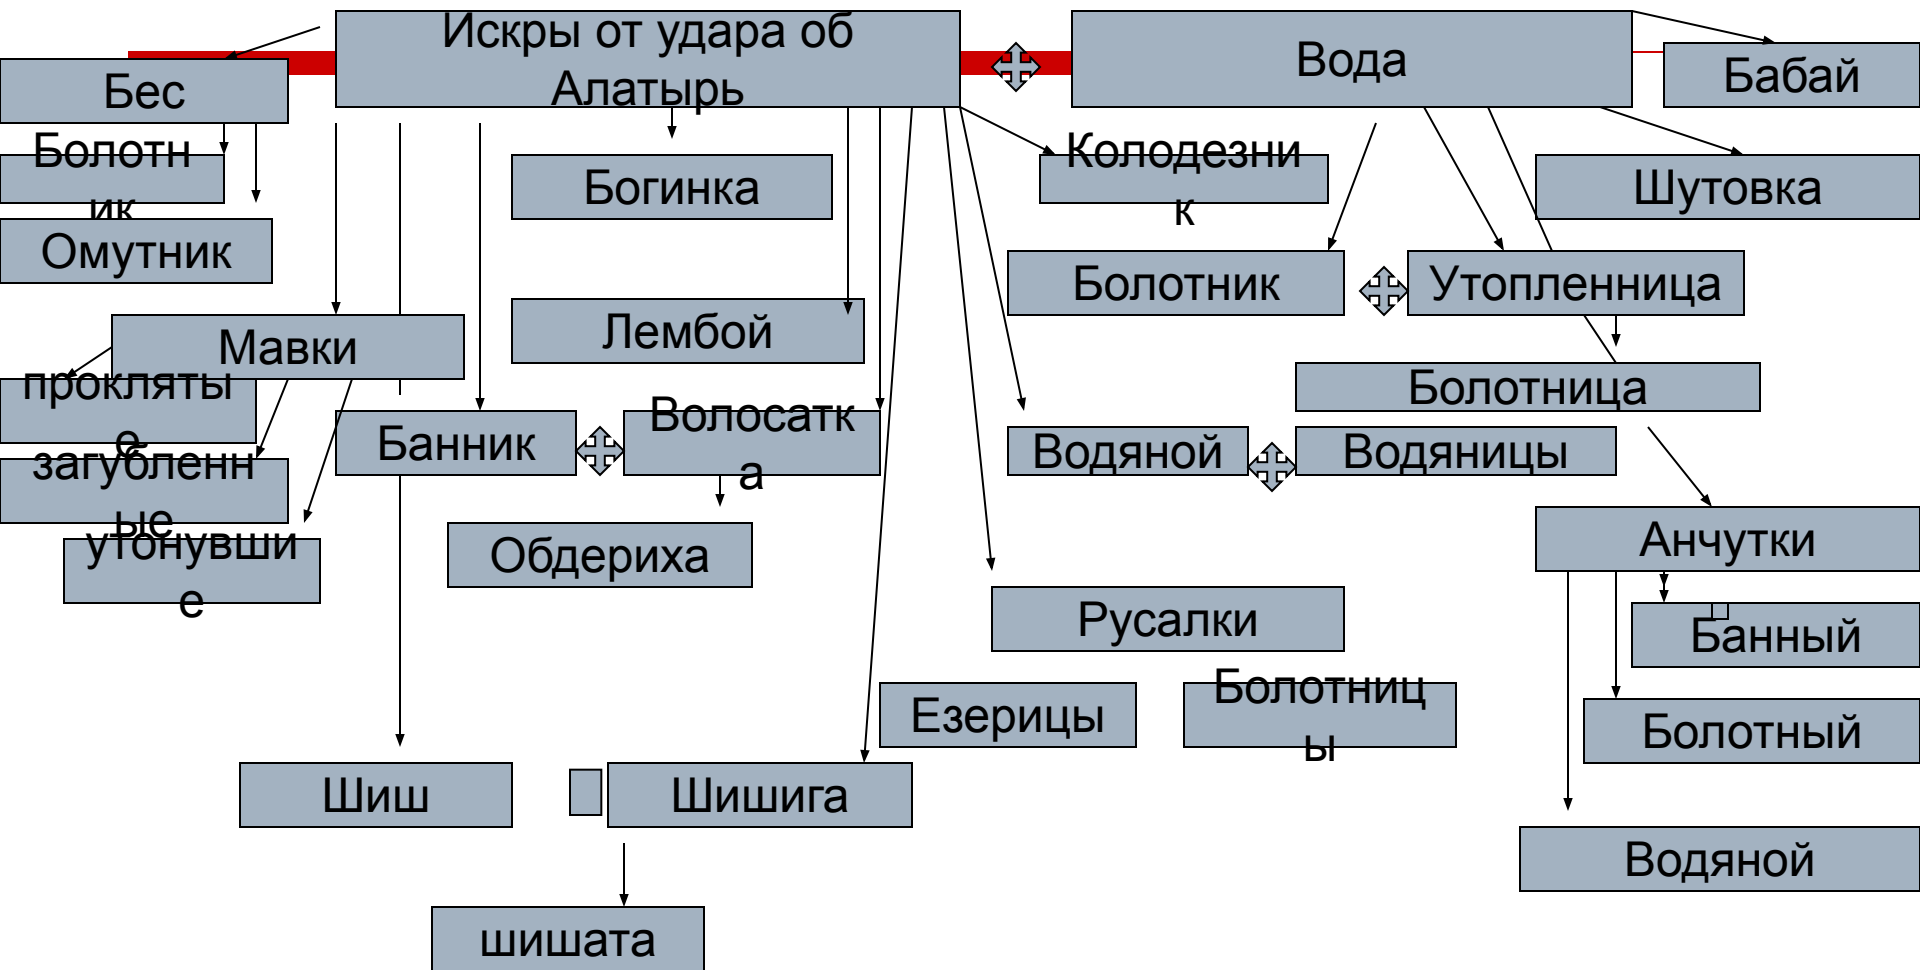 Искры от удара об
Алатырь
Вода
Бабай
Бес
Болотн
ик
Омутник
Богинка
Колодезни
к
Шутовка
Болотник
Утопленница
Лембой
Мавки
прокляты
е
загубленн
ые
утонувши
е
Банник
Волосатк
а
Болотница
Водяной
Водяницы
Обдериха
Анчутки
Русалки
Банный
Езерицы
Болотниц
ы
Болотный
Шиш
Шишига
Водяной
шишата